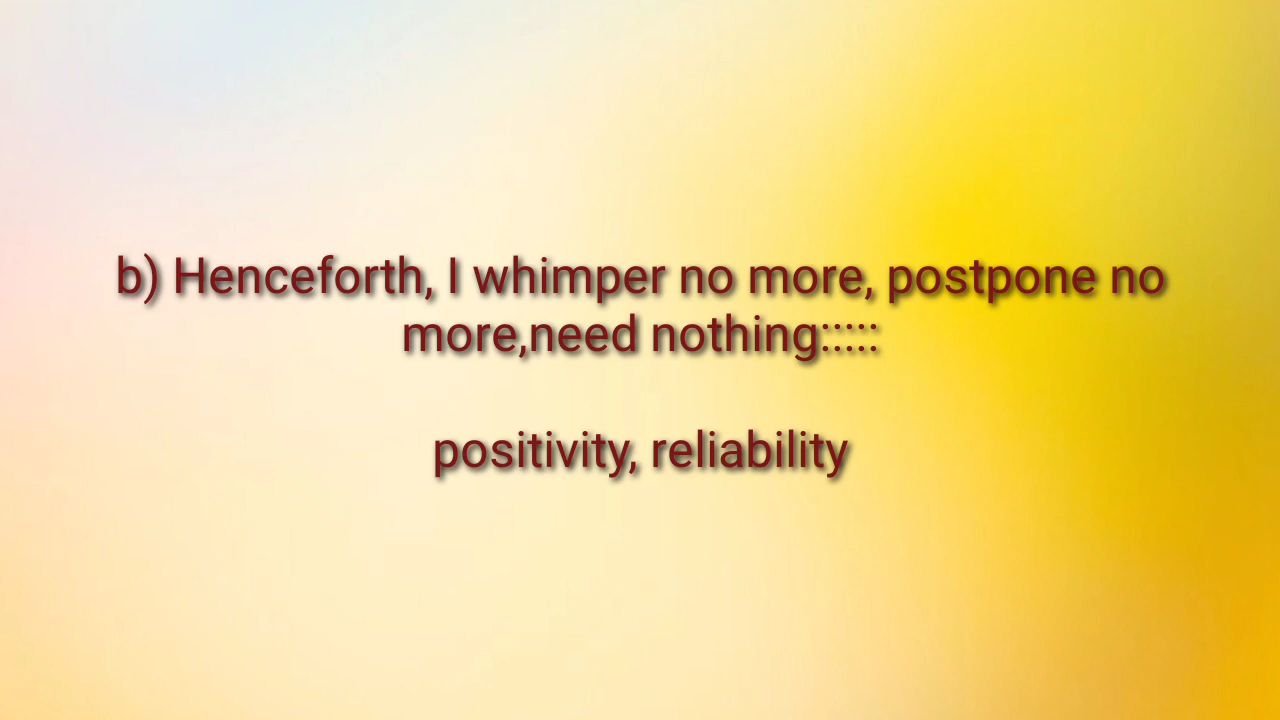 b) Henceforth, I whimper no more, postpone no
more,need nothing:::::
positivity, reliability